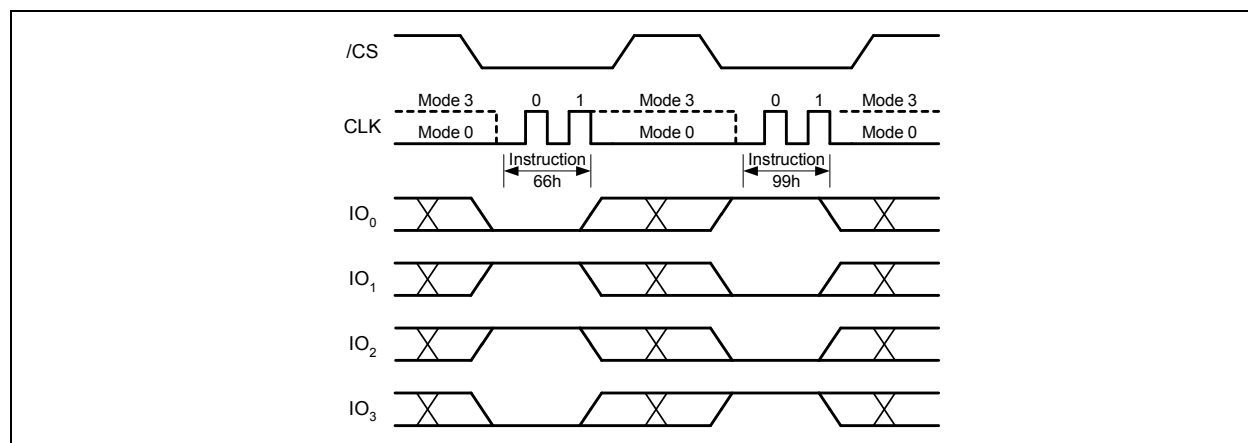 /CS
Mode 3 0 1 Mode 3 0 1 Mode 3
CLK
Mode 0 Mode 0 Mode 0
Instruction Instruction
66h 99h
IO0
IO1
IO2
IO3